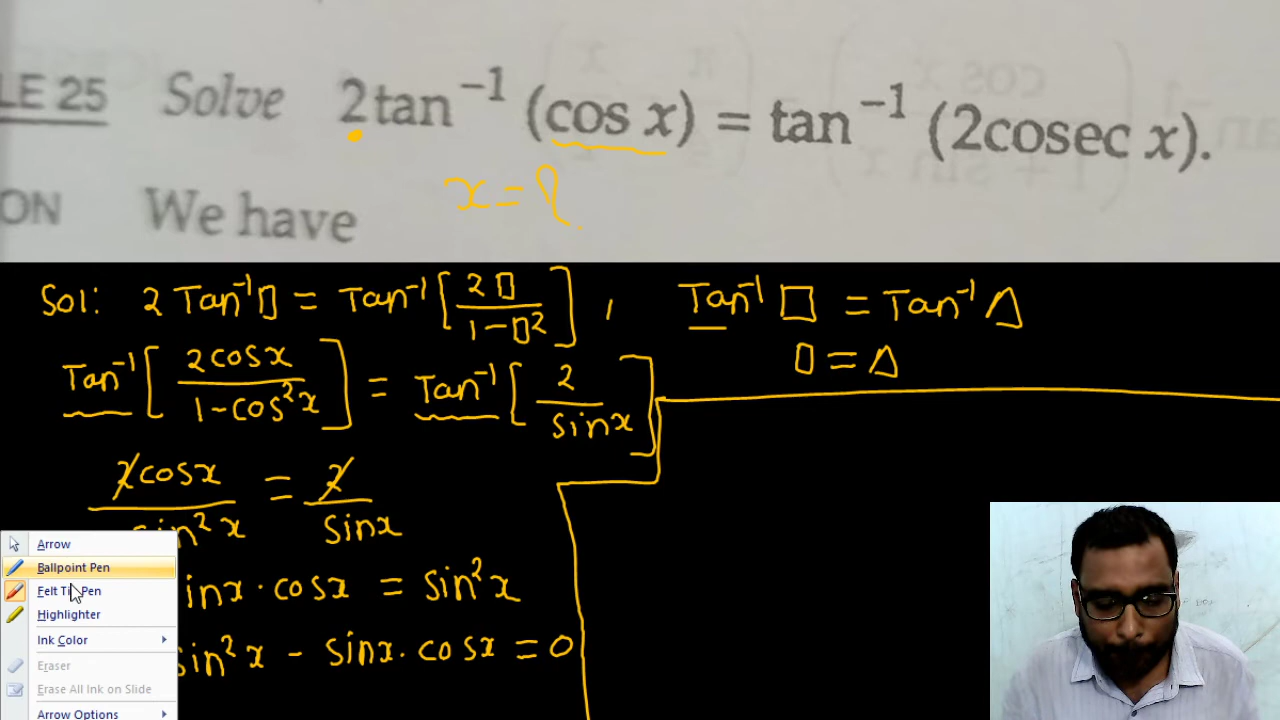 LE 25 Solve 2tan⁻¹ (cos x) = tan⁻¹ (2cosec x).
x = ?
ON We have
Sol: 2 Tan⁻¹ □ = Tan⁻¹ [2□ / 1-□²] , Tan⁻¹ □ = Tan⁻¹ Δ
□ = Δ
Tan⁻¹ [2cosx / 1-cos²x] = Tan⁻¹ [2 / sinx]
2cosx / sin²x = 2 / sinx
inx · cosx = sin²x
sin²x - sinx · cosx = 0
Arrow
Ballpoint Pen
Felt Tip Pen
Highlighter
Ink Color
Eraser
Erase All Ink on Slide
Arrow Options